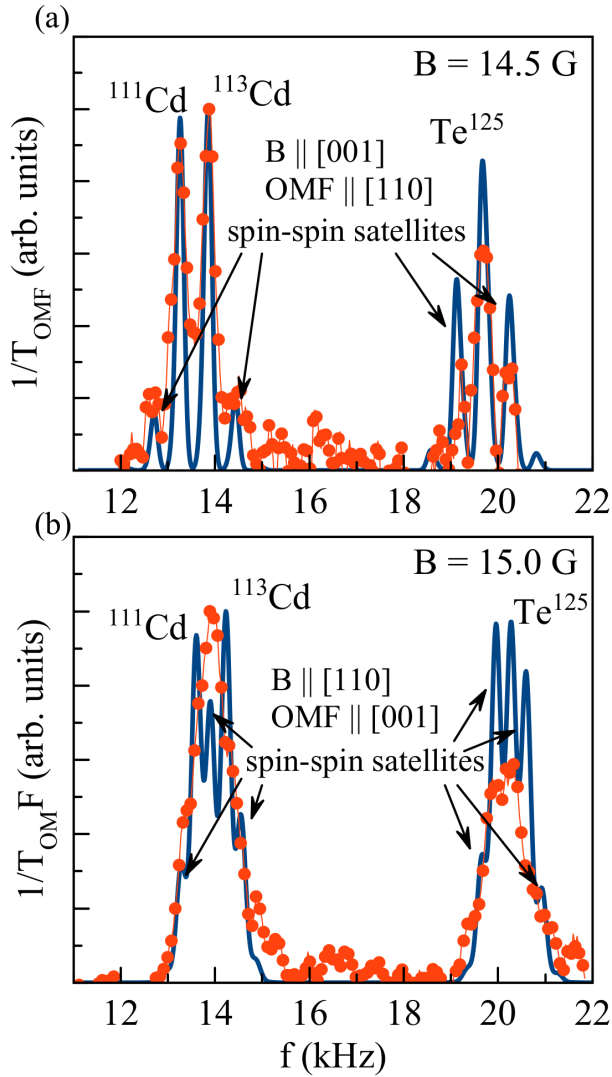 (a)
B = 14.5 G
¹¹¹Cd
¹¹³Cd
Te¹²⁵
B || [001]
OMF || [110]
spin-spin satellites
1/T_OMF (arb. units)
12 14 16 18 20 22
(b)
B = 15.0 G
¹¹¹Cd
¹¹³Cd
Te¹²⁵
B || [110]
OMF || [001]
spin-spin satellites
1/T_OMF (arb. units)
12 14 16 18 20 22
f (kHz)